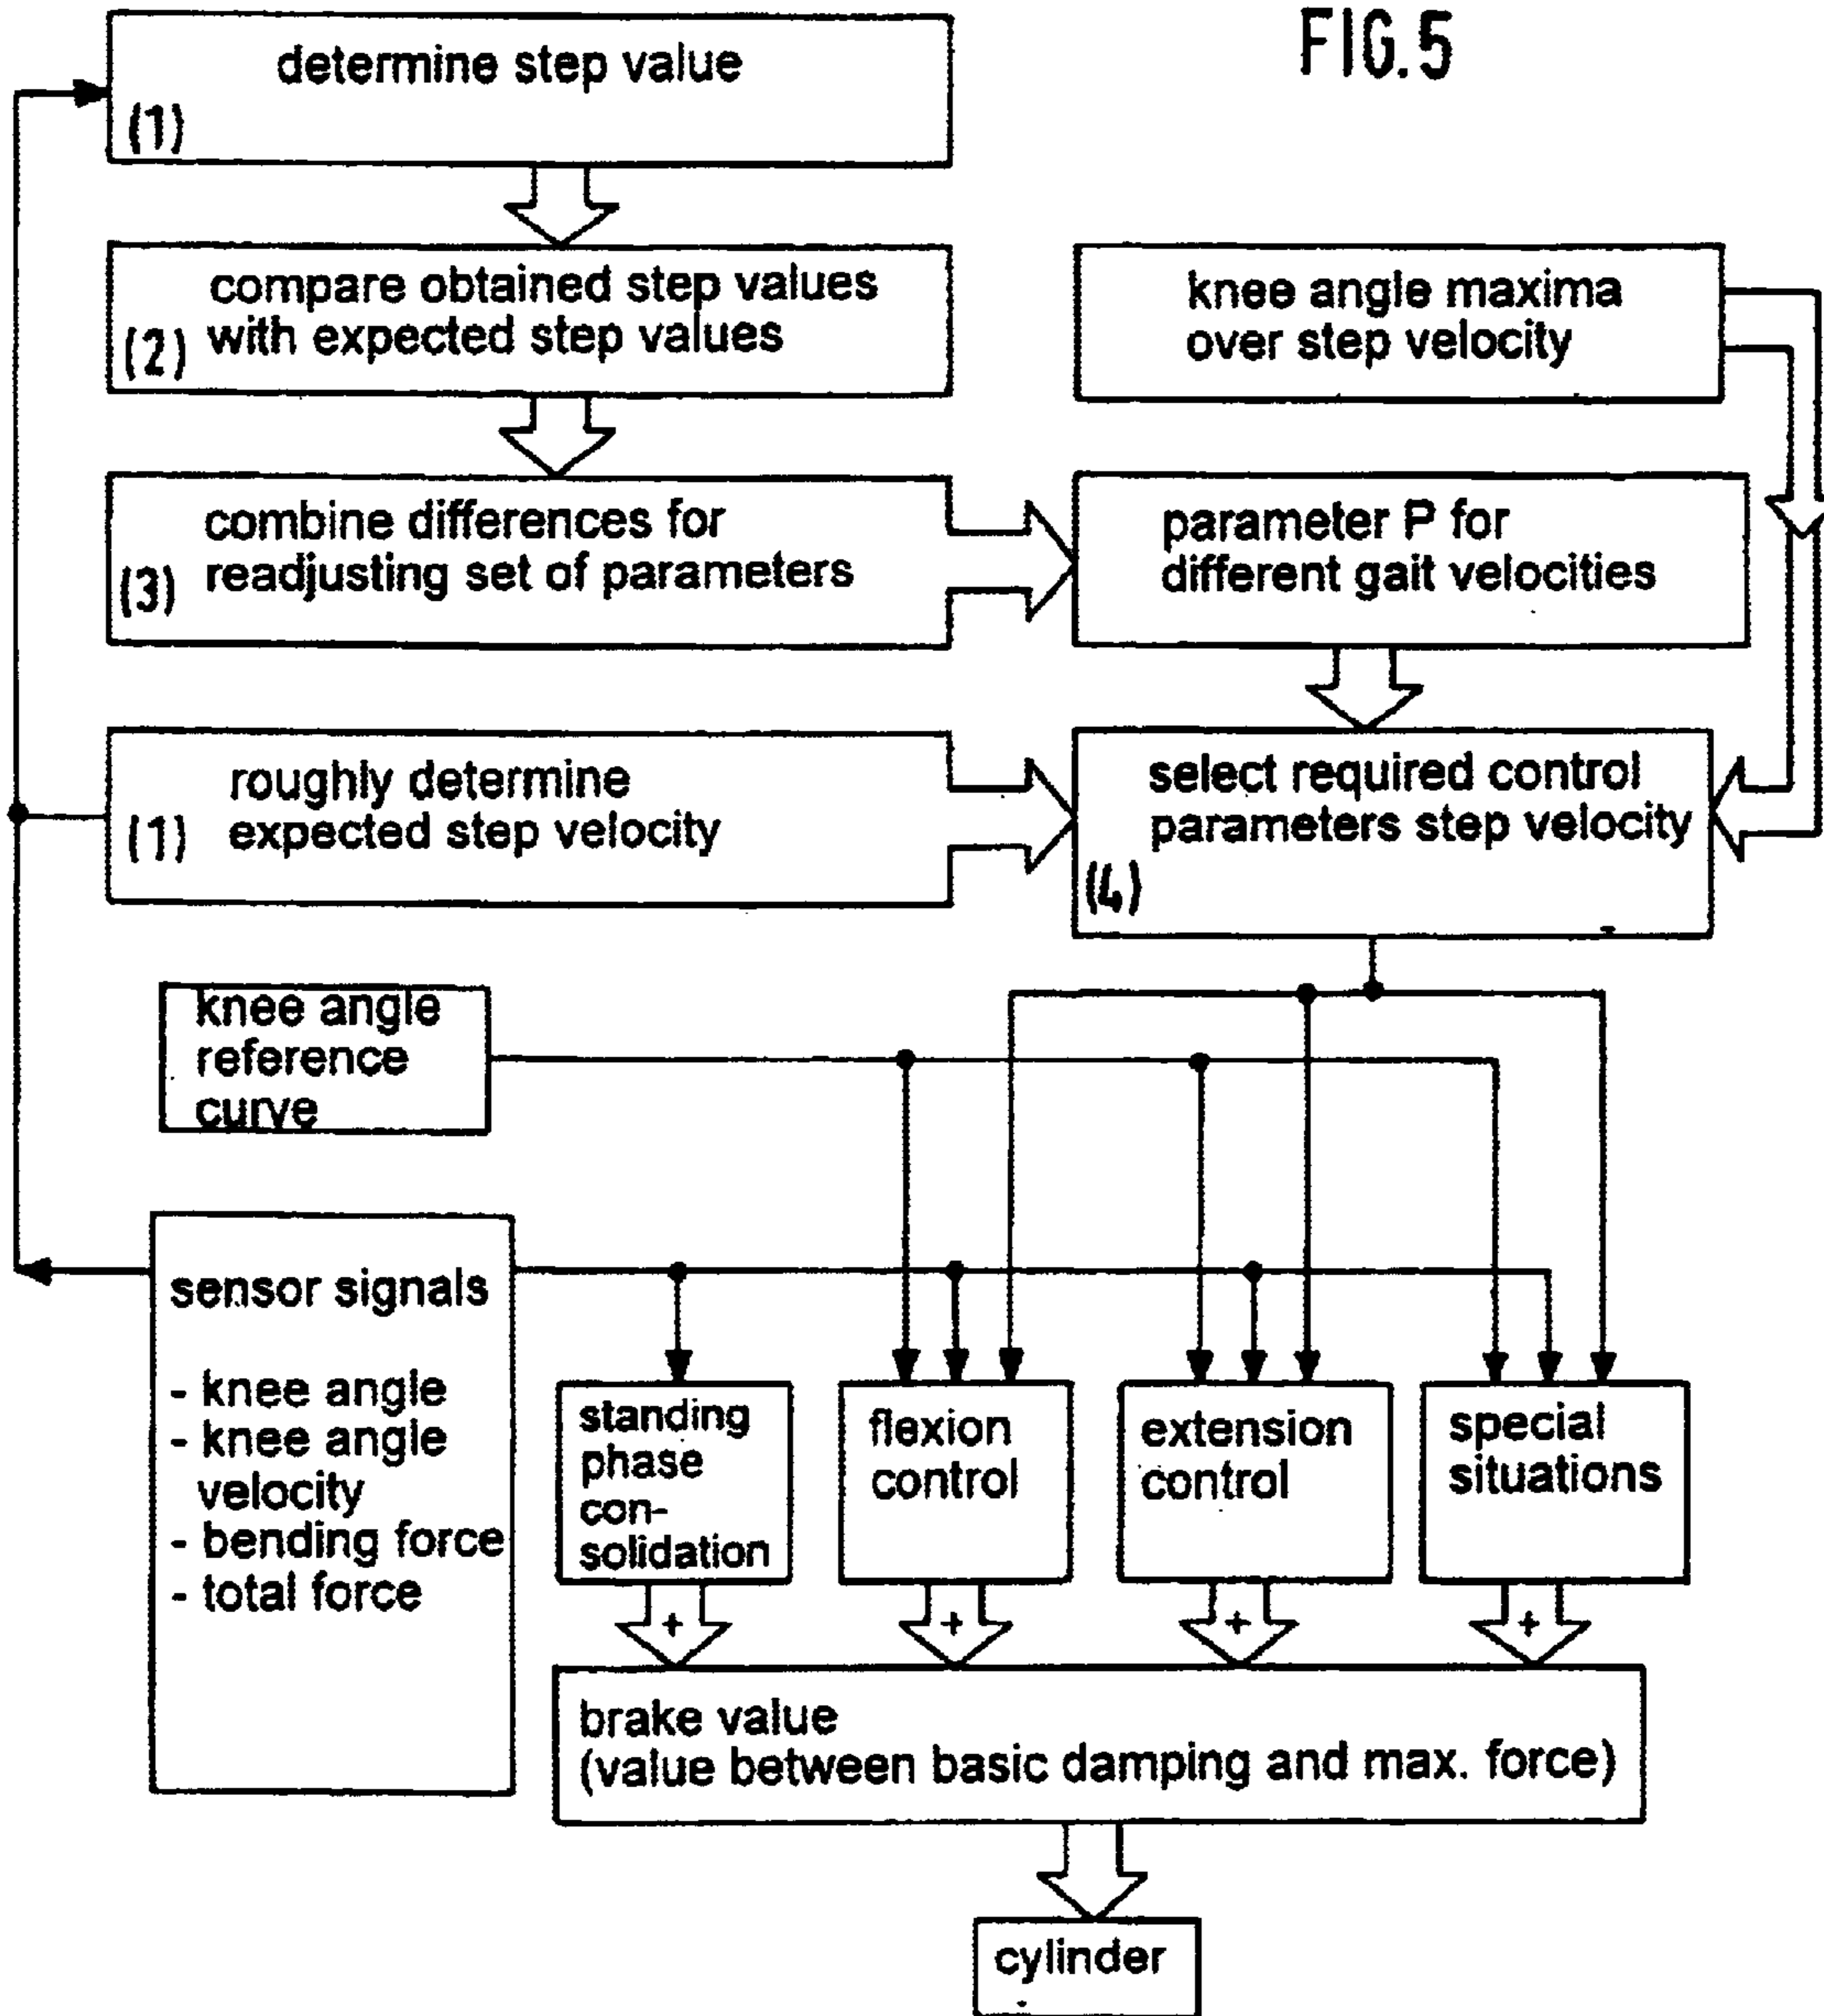 FIG.5
determine step value
(1)
compare obtained step values
(2) with expected step values
knee angle maxima
over step velocity
combine differences for
(3) readjusting set of parameters
parameter P for
different gait velocities
roughly determine
(1) expected step velocity
select required control
parameters step velocity
(4)
knee angle
reference
curve
sensor signals
- knee angle
- knee angle
velocity
- bending force
- total force
standing
phase
con-
solidation
flexion
control
extension
control
special
situations
+ + + +
brake value
(value between basic damping and max. force)
cylinder